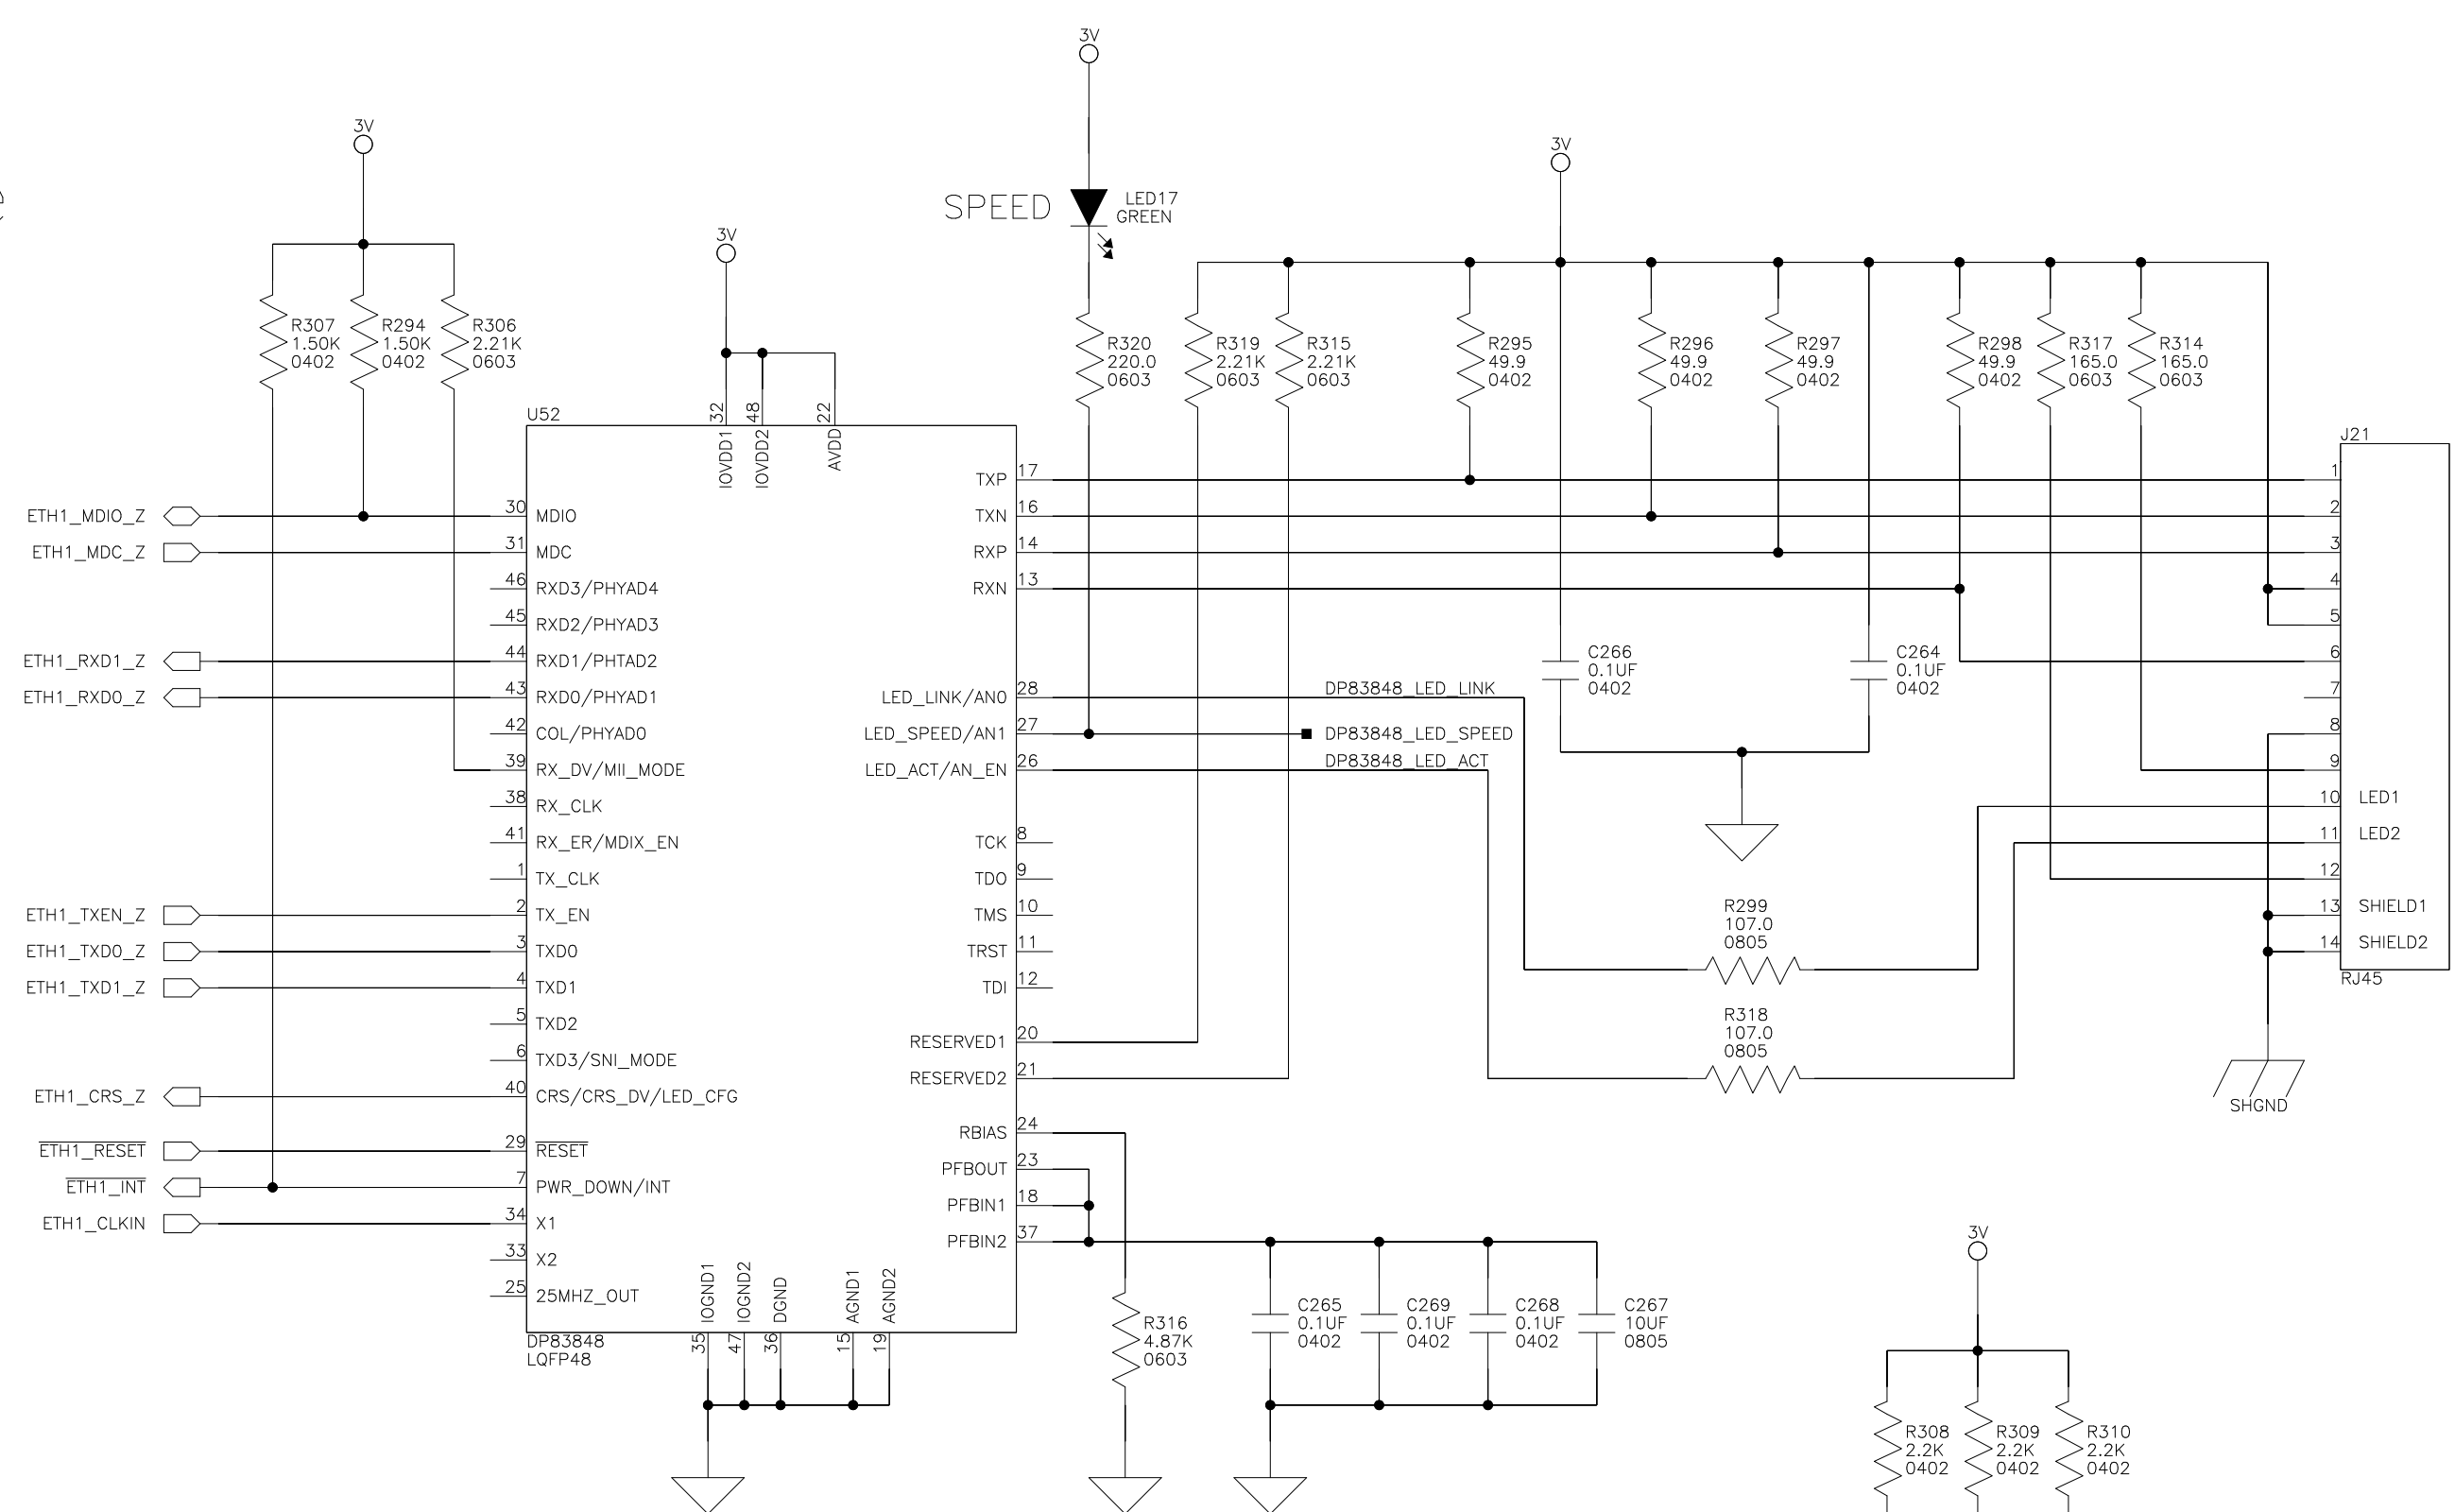 3V
3V
3V
3V
SPEED
LED17
GREEN
R307
1.50K
0402
R294
1.50K
0402
R306
2.21K
0603
R320
220.0
0603
R319
2.21K
0603
R315
2.21K
0603
R295
49.9
0402
R296
49.9
0402
R297
49.9
0402
R298
49.9
0402
R317
165.0
0603
R314
165.0
0603
U52
32
48
22
IOVDD1
IOVDD2
AVDD
J21
ETH1_MDIO_Z
30
MDIO
ETH1_MDC_Z
31
MDC
46
RXD3/PHYAD4
45
RXD2/PHYAD3
ETH1_RXD1_Z
44
RXD1/PHTAD2
ETH1_RXD0_Z
43
RXD0/PHYAD1
42
COL/PHYAD0
39
RX_DV/MII_MODE
38
RX_CLK
41
RX_ER/MDIX_EN
1
TX_CLK
ETH1_TXEN_Z
2
TX_EN
ETH1_TXD0_Z
3
TXD0
ETH1_TXD1_Z
4
TXD1
5
TXD2
6
TXD3/SNI_MODE
ETH1_CRS_Z
40
CRS/CRS_DV/LED_CFG
ETH1_RESET
29
RESET
ETH1_INT
7
PWR_DOWN/INT
ETH1_CLKIN
34
X1
33
X2
25
25MHZ_OUT
TXP
17
TXN
16
RXP
14
RXN
13
LED_LINK/AN0
28
DP83848_LED_LINK
LED_SPEED/AN1
27
DP83848_LED_SPEED
LED_ACT/AN_EN
26
DP83848_LED_ACT
TCK
8
TDO
9
TMS
10
TRST
11
TDI
12
RESERVED1
20
RESERVED2
21
RBIAS
24
PFBOUT
23
PFBIN1
18
PFBIN2
37
IOGND1
IOGND2
DGND
AGND1
AGND2
35
47
36
15
19
DP83848
LQFP48
C266
0.1UF
0402
C264
0.1UF
0402
R299
107.0
0805
R318
107.0
0805
1
2
3
4
5
6
7
8
9
10
LED1
11
LED2
12
13
SHIELD1
14
SHIELD2
RJ45
SHGND
R316
4.87K
0603
C265
0.1UF
0402
C269
0.1UF
0402
C268
0.1UF
0402
C267
10UF
0805
3V
R308
2.2K
0402
R309
2.2K
0402
R310
2.2K
0402